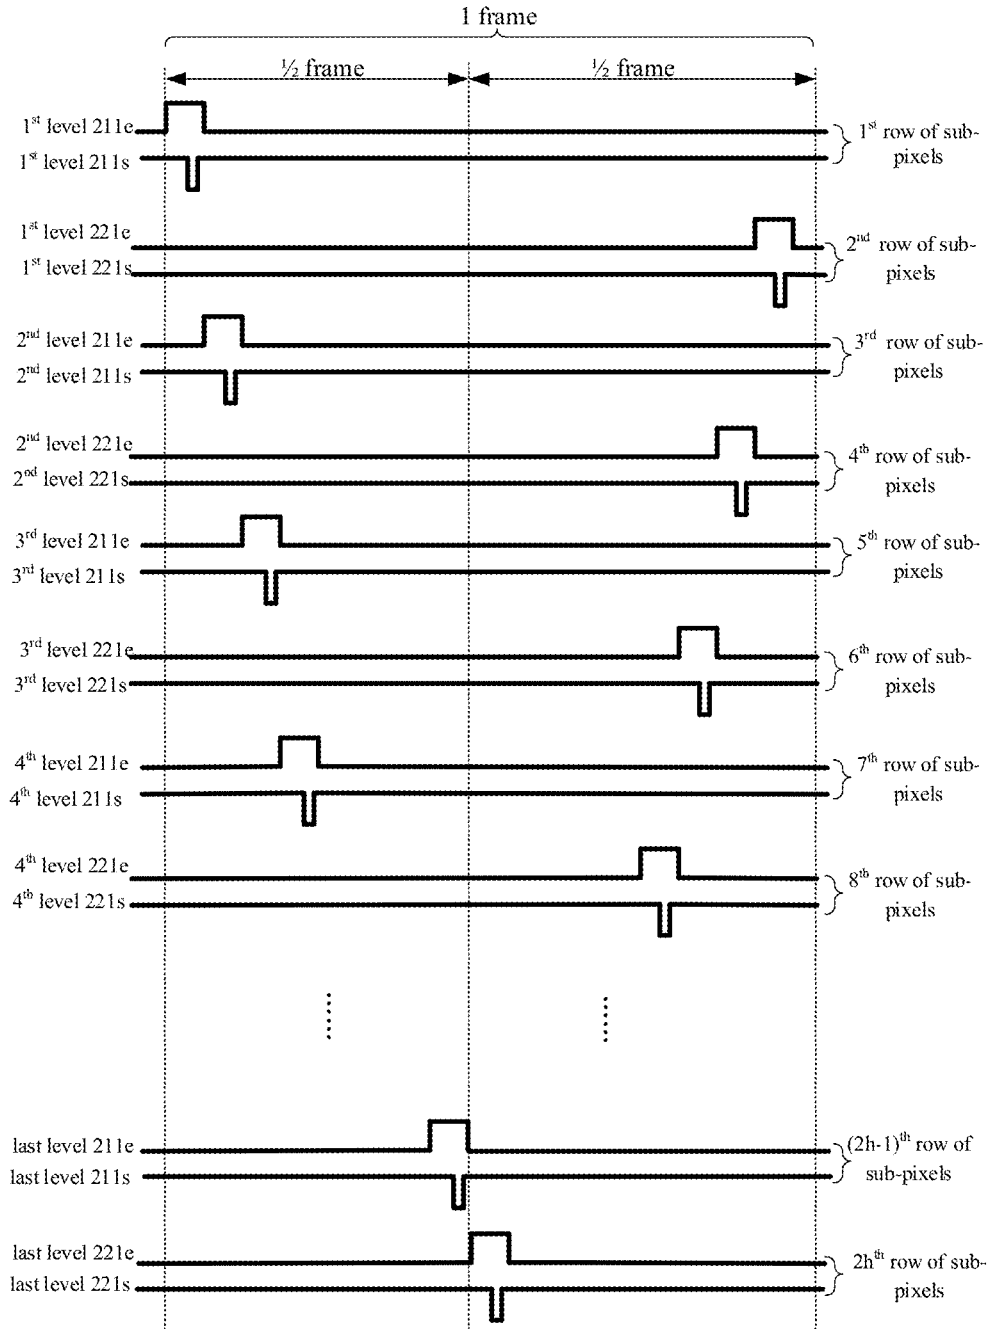 1 frame
½ frame
½ frame
1st level 211e
1st level 211s
1st row of sub-
pixels
1st level 221e
1st level 221s
2nd row of sub-
pixels
2nd level 211e
2nd level 211s
3rd row of sub-
pixels
2nd level 221e
2nd level 221s
4th row of sub-
pixels
3rd level 211e
3rd level 211s
5th row of sub-
pixels
3rd level 221e
3rd level 221s
6th row of sub-
pixels
4th level 211e
4th level 211s
7th row of sub-
pixels
4th level 221e
4th level 221s
8th row of sub-
pixels
last level 211e
last level 211s
(2h-1)th row of
sub-pixels
last level 221e
last level 221s
2hth row of sub-
pixels